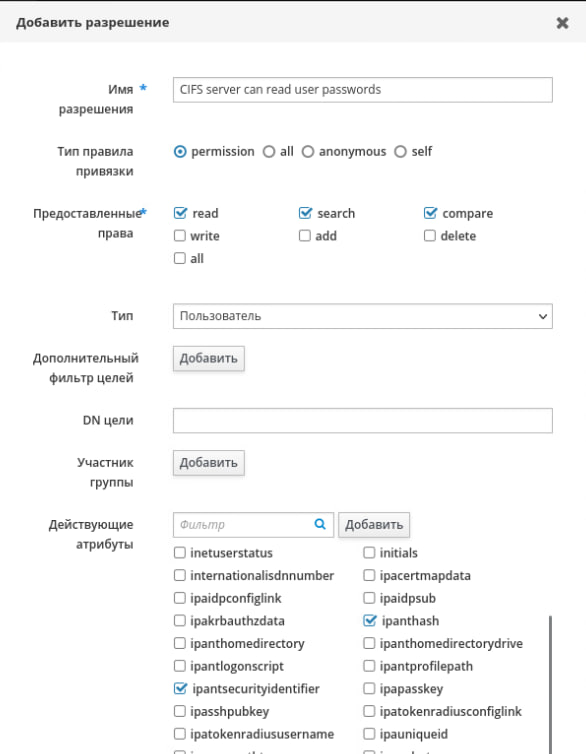 Добавить разрешение
Имя * CIFS server can read user passwords
разрешения
Тип правила permission all anonymous self
привязки
Предоставленные* read search compare
права write add delete
all
Тип Пользователь
Дополнительный Добавить
фильтр целей
DN цели
Участник Добавить
группы
Действующие Фильтр Добавить
атрибуты
inetuserstatus initials
internationalisdnnumber ipacertmapdata
ipaidpconfiglink ipaidpsub
ipakrbauthzdata ipanthash
ipanthomedirectory ipanthomedirectorydrive
ipantlogonscript ipantprofilepath
ipantsecurityidentifier ipapasskey
ipasshpubkey ipatokenradiusconfiglink
ipatokenradiususername ipauniqueid